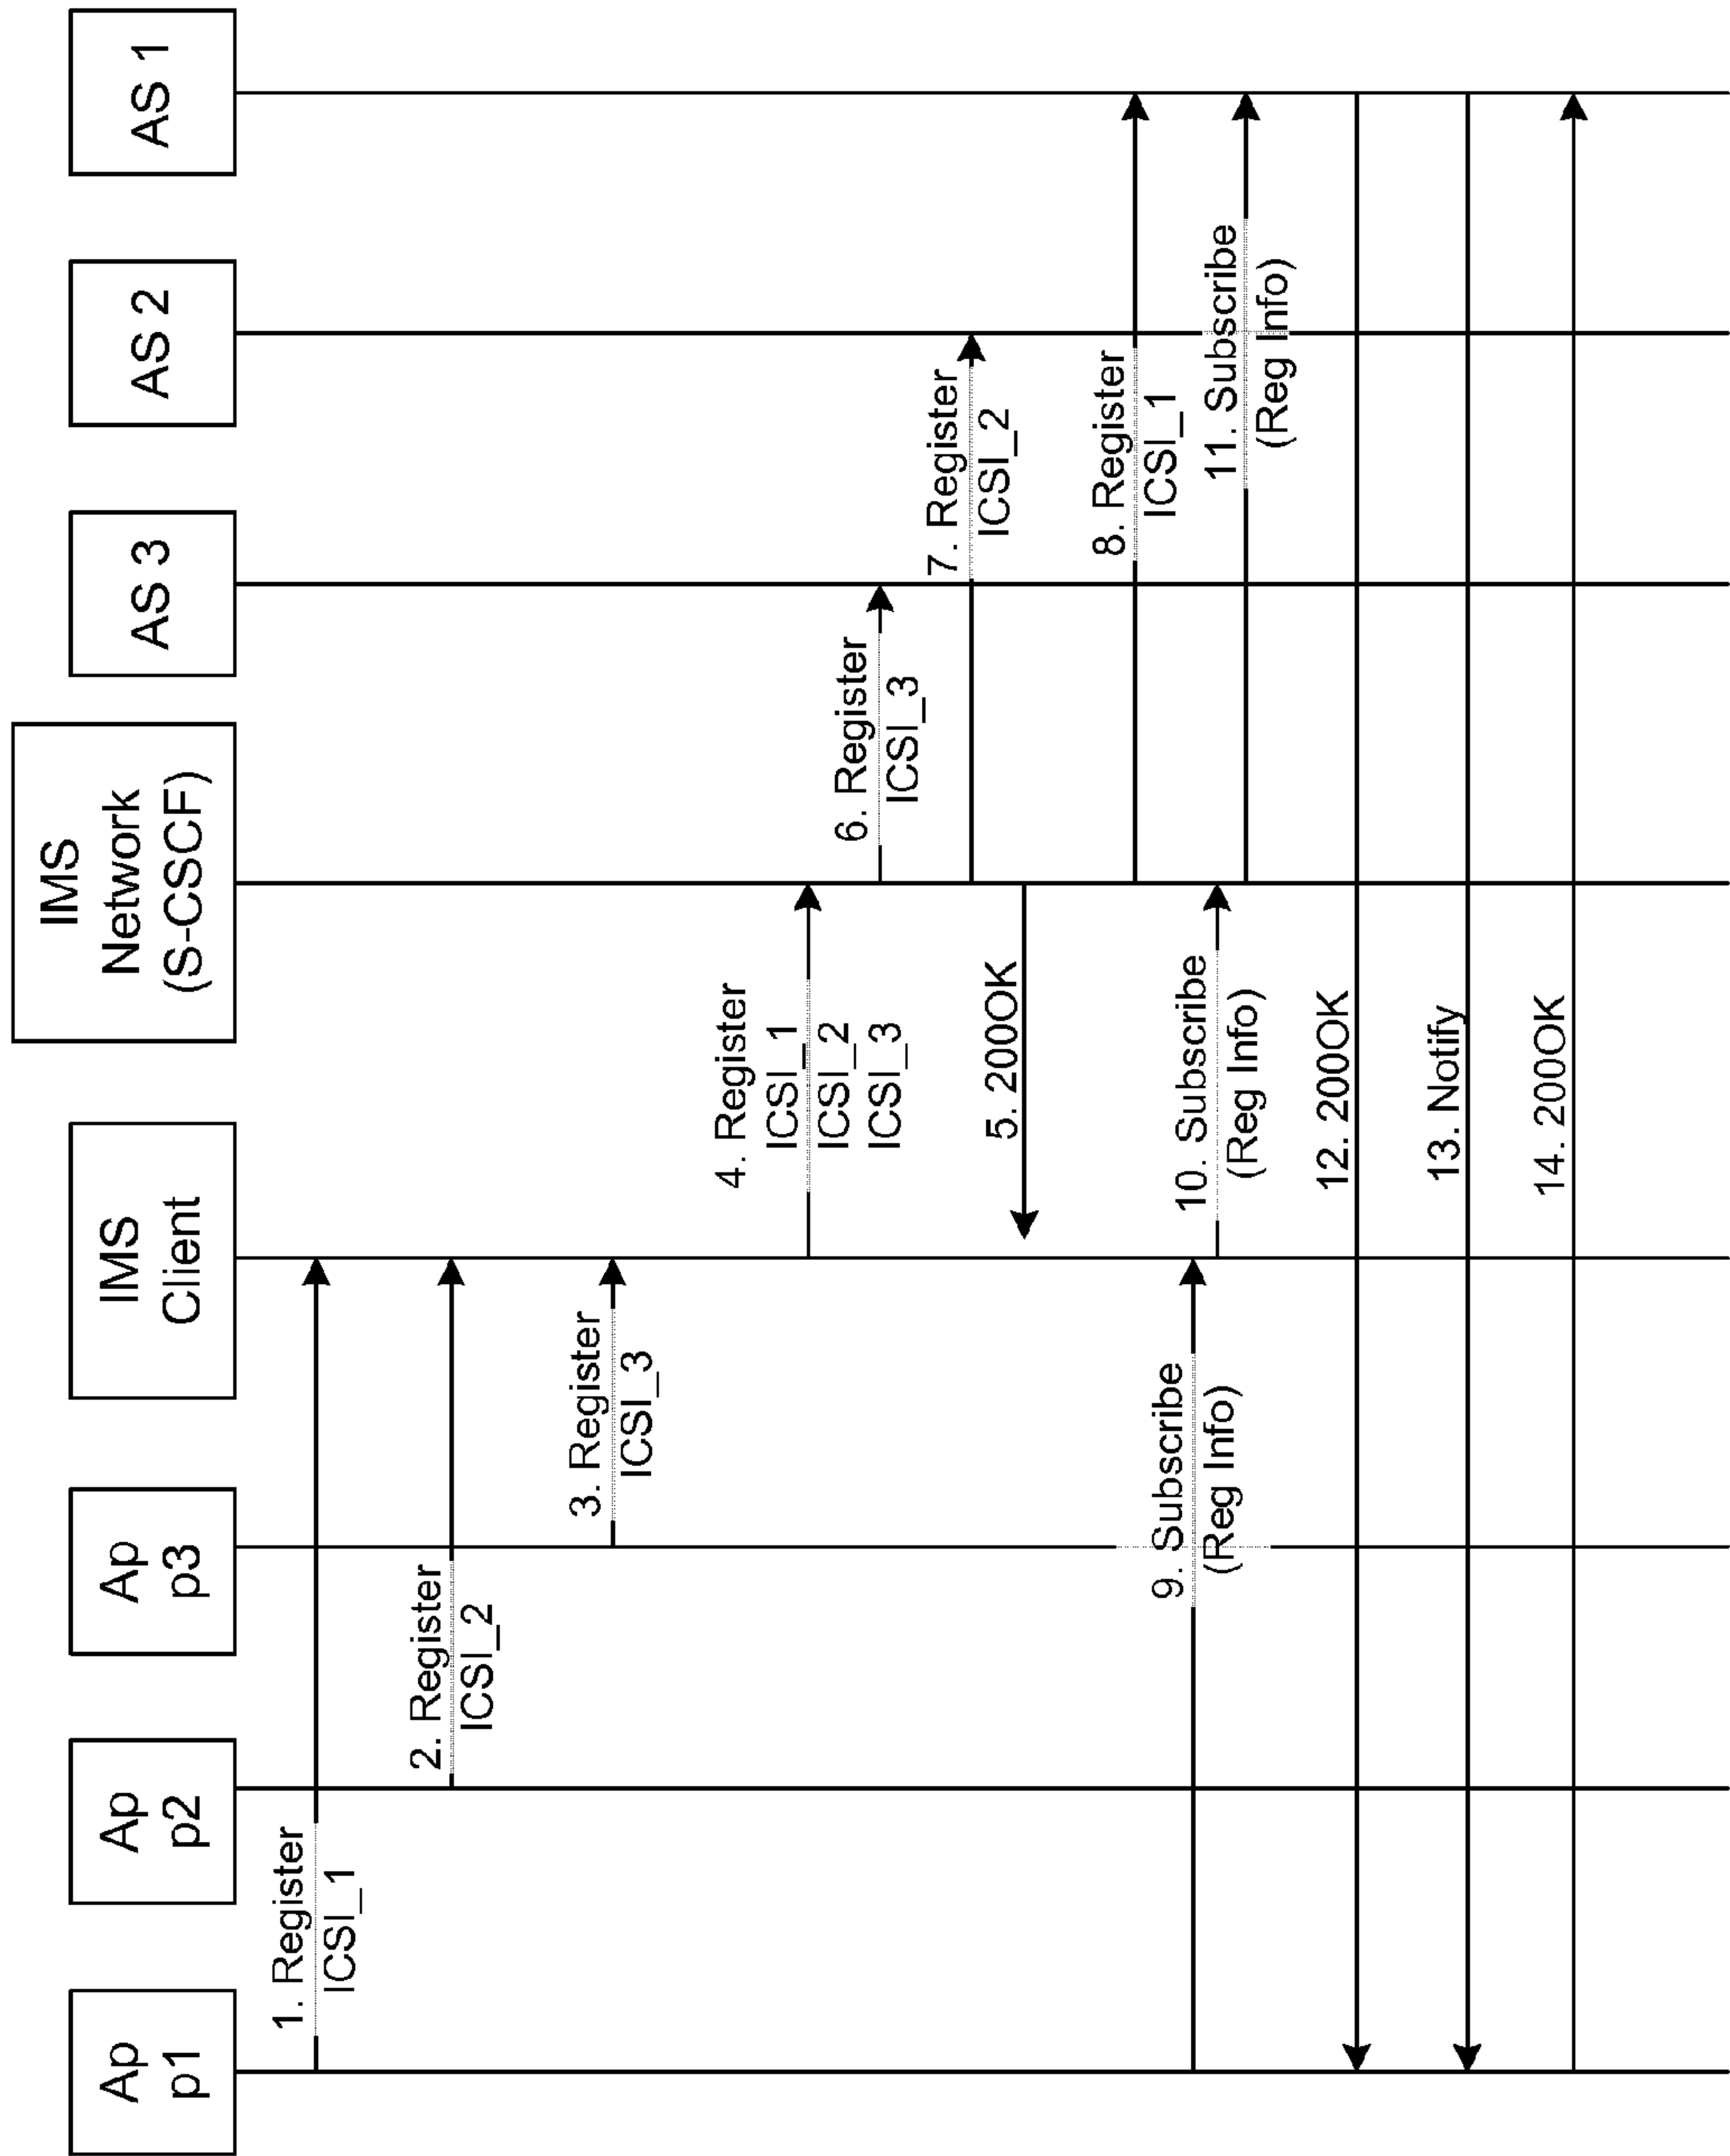 Ap
p1
Ap
p2
Ap
p3
IMS
Client
IMS
Network
(S-CSCF)
AS 3
AS 2
AS 1
1. Register
ICSI_1
2. Register
ICSI_2
3. Register
ICSI_3
4. Register
ICSI_1
ICSI_2
ICSI_3
6. Register
ICSI_3
7. Register
ICSI_2
5. 200OK
8. Register
ICSI_1
9. Subscribe
(Reg Info)
10. Subscribe
(Reg Info)
11. Subscribe
(Reg Info)
12. 200OK
13. Notify
14. 200OK